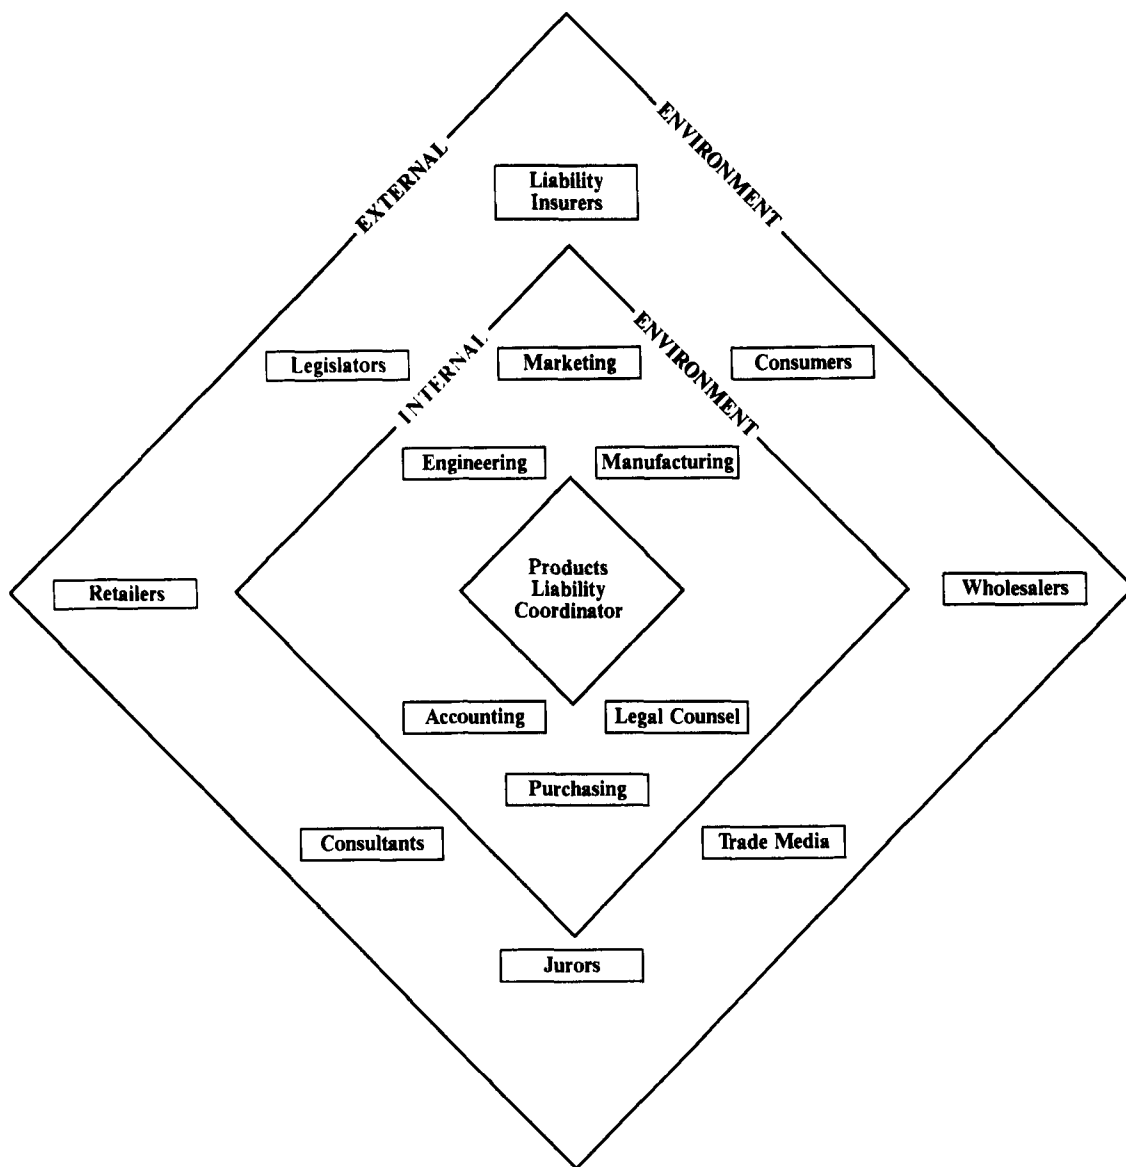 EXTERNAL
ENVIRONMENT
Liability
Insurers
INTERNAL
ENVIRONMENT
Legislators
Marketing
Consumers
Engineering
Manufacturing
Products
Liability
Coordinator
Retailers
Wholesalers
Accounting
Legal Counsel
Purchasing
Consultants
Trade Media
Jurors